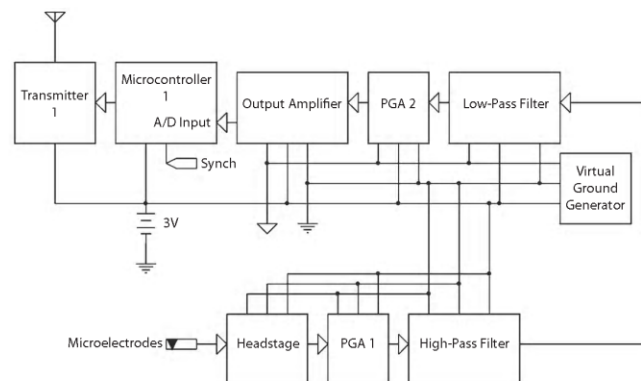 Transmitter
1
Microcontroller
1
A/D Input
Output Amplifier
PGA 2
Low-Pass Filter
Synch
Virtual
Ground
Generator
3V
Microelectrodes
Headstage
PGA 1
High-Pass Filter